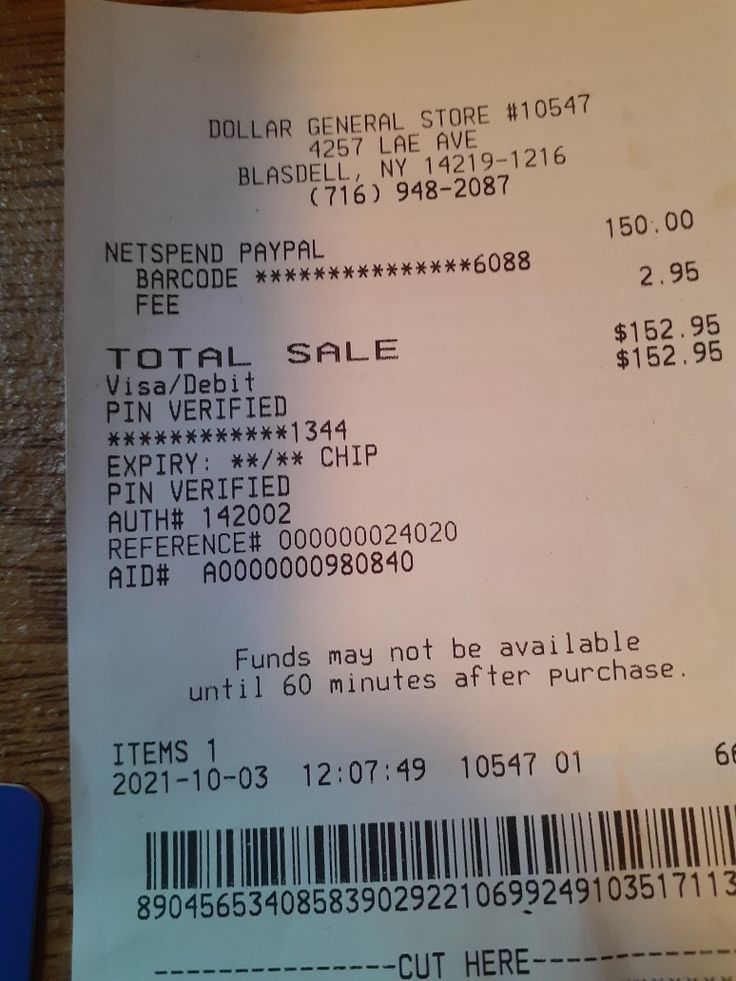 DOLLAR GENERAL STORE #10547
4257 LAE AVE
BLASDELL, NY 14219-1216
(716) 948-2087
NETSPEND PAYPAL 150.00
BARCODE ***************6088
FEE 2.95
TOTAL SALE $152.95
Visa/Debit $152.95
PIN VERIFIED
************1344
EXPIRY: **/** CHIP
PIN VERIFIED
AUTH# 142002
REFERENCE# 000000024020
AID# A0000000980840
Funds may not be available
until 60 minutes after purchase.
ITEMS 1
2021-10-03 12:07:49 10547 01 66
8904565340858390292210699249103517113
---------------CUT HERE---------------